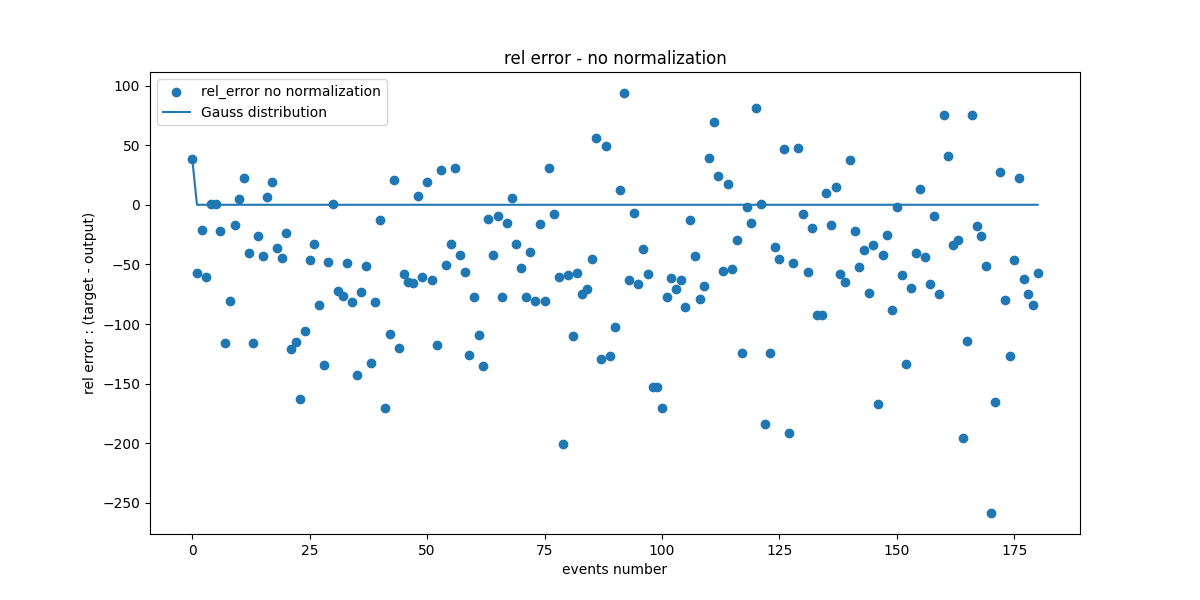 rel error - no normalization
rel_error no normalization
Gauss distribution
rel error : (target - output)
100
50
0
−50
−100
−150
−200
−250
0 25 50 75 100 125 150 175
events number